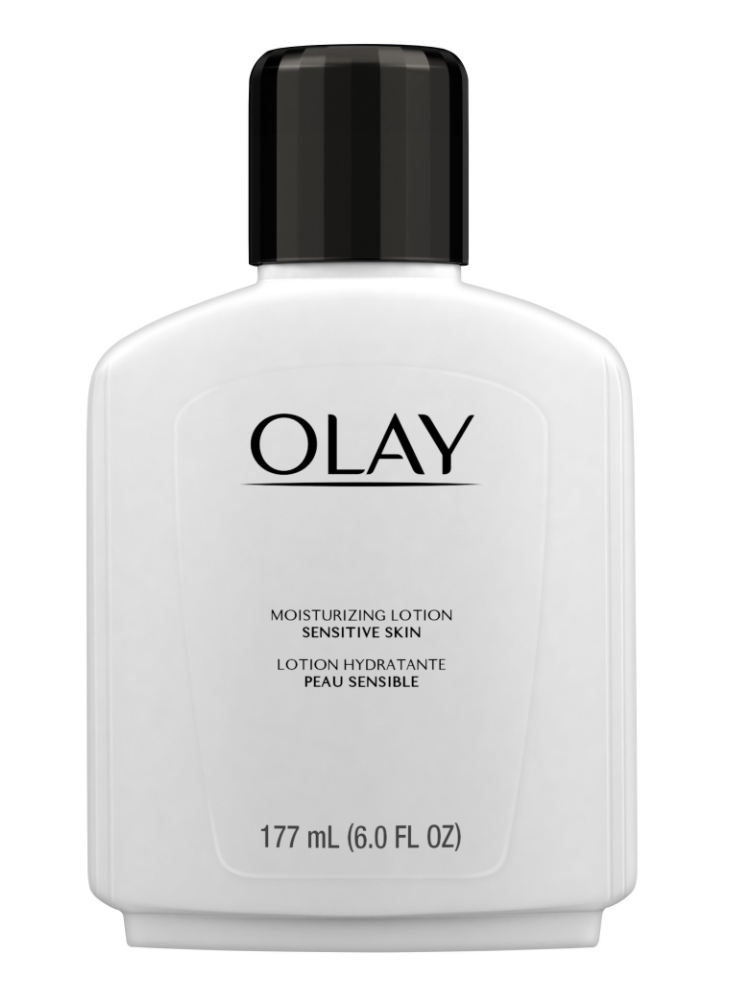 OLAY
MOISTURIZING LOTION
SENSITIVE SKIN
LOTION HYDRATANTE
PEAU SENSIBLE
177 mL (6.0 FL OZ)